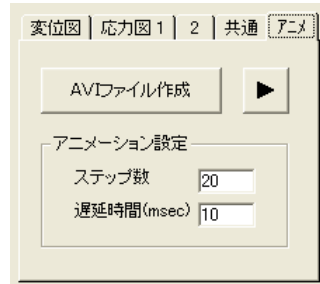 変位図 応力図1 2 共通 アニメ
AVIファイル作成
アニメーション設定
ステップ数 20
遅延時間(msec) 10